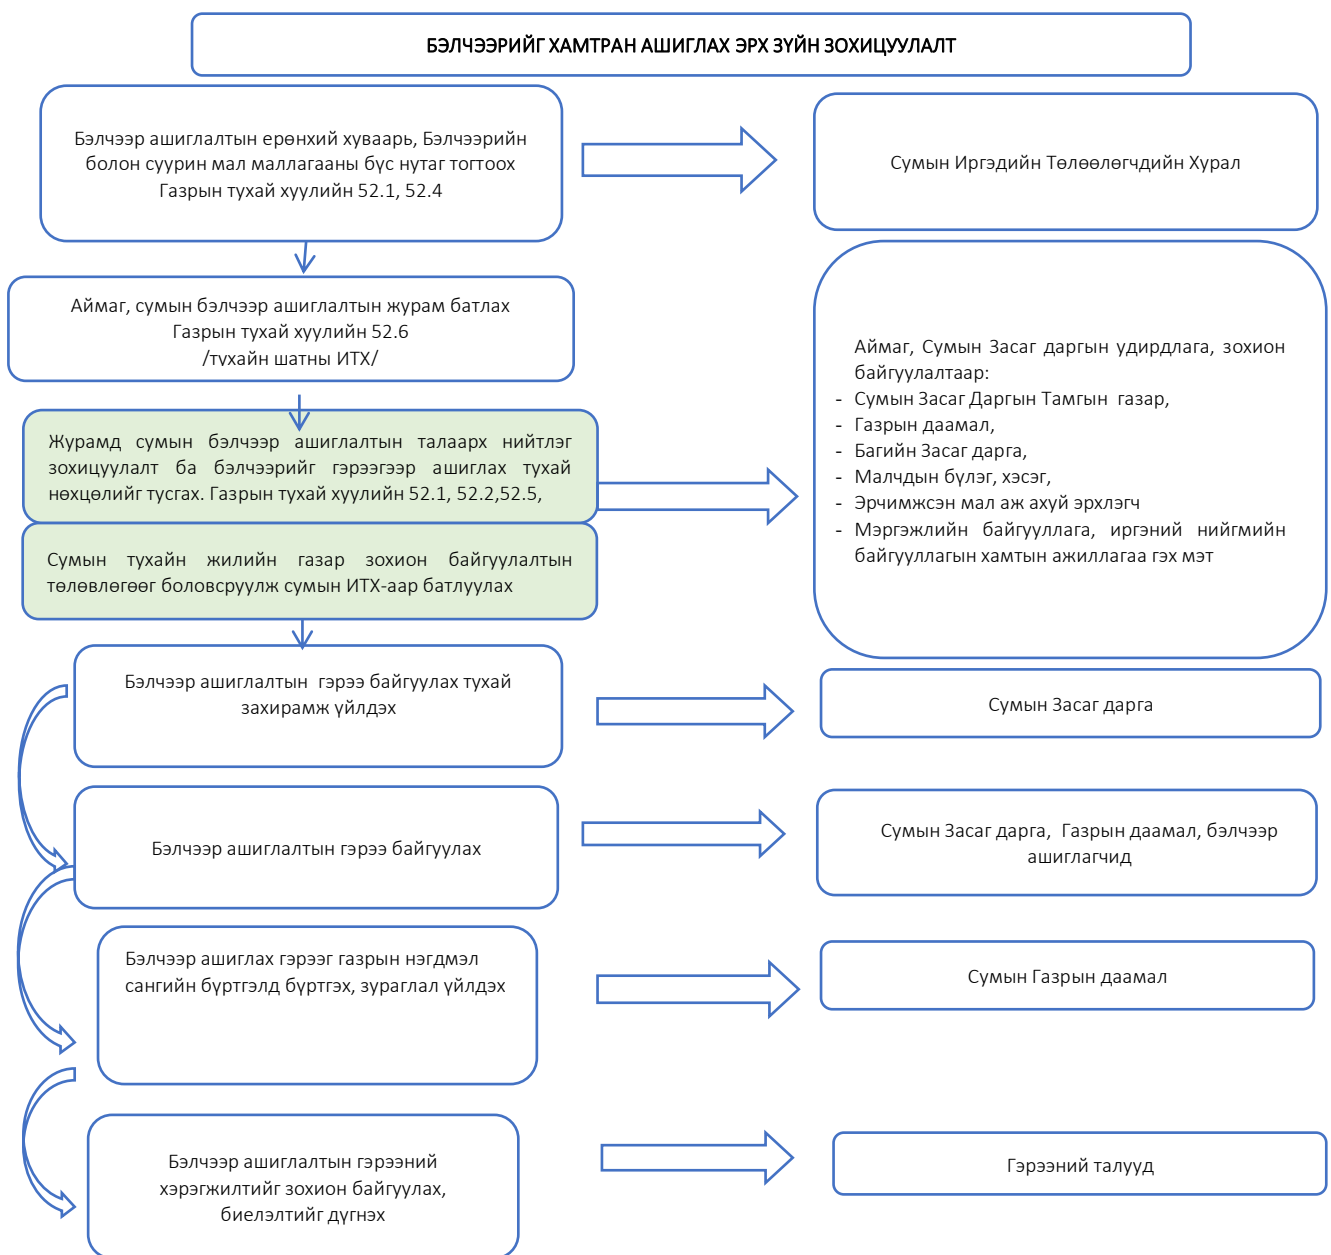 БЭЛЧЭЭРИЙГ ХАМТРАН АШИГЛАХ ЭРХ ЗҮЙН ЗОХИЦУУЛАЛТ
Бэлчээр ашиглалтын ерөнхий хуваарь, Бэлчээрийн
болон суурин мал маллагааны бүс нутаг тогтоох
Газрын тухай хуулийн 52.1, 52.4
Сумын Иргэдийн Төлөөлөгчдийн Хурал
Аймаг, сумын бэлчээр ашиглалтын журам батлах
Газрын тухай хуулийн 52.6
/тухайн шатны ИТХ/
Журамд сумын бэлчээр ашиглалтын талаарх нийтлэг
зохицуулалт ба бэлчээрийг гэрээгээр ашиглах тухай
нөхцөлийг тусгах. Газрын тухай хуулийн 52.1, 52.2,52.5,
Сумын тухайн жилийн газар зохион байгуулалтын
төлөвлөгөөг боловсруулж сумын ИТХ-аар батлуулах
Аймаг, Сумын Засаг даргын удирдлага, зохион
байгуулалтаар:
- Сумын Засаг Даргын Тамгын газар,
- Газрын даамал,
- Багийн Засаг дарга,
- Малчдын бүлэг, хэсэг,
- Эрчимжсэн мал аж ахуй эрхлэгч
- Мэргэжлийн байгууллага, иргэний нийгмийн
байгууллагын хамтын ажиллагаа гэх мэт
Бэлчээр ашиглалтын гэрээ байгуулах тухай
захирамж үйлдэх
Сумын Засаг дарга
Бэлчээр ашиглалтын гэрээ байгуулах
Сумын Засаг дарга, Газрын даамал, бэлчээр
ашиглагчид
Бэлчээр ашиглах гэрээг газрын нэгдмэл
сангийн бүртгэлд бүртгэх, зураглал үйлдэх
Сумын Газрын даамал
Бэлчээр ашиглалтын гэрээний
хэрэгжилтийг зохион байгуулах,
биелэлтийг дүгнэх
Гэрээний талууд